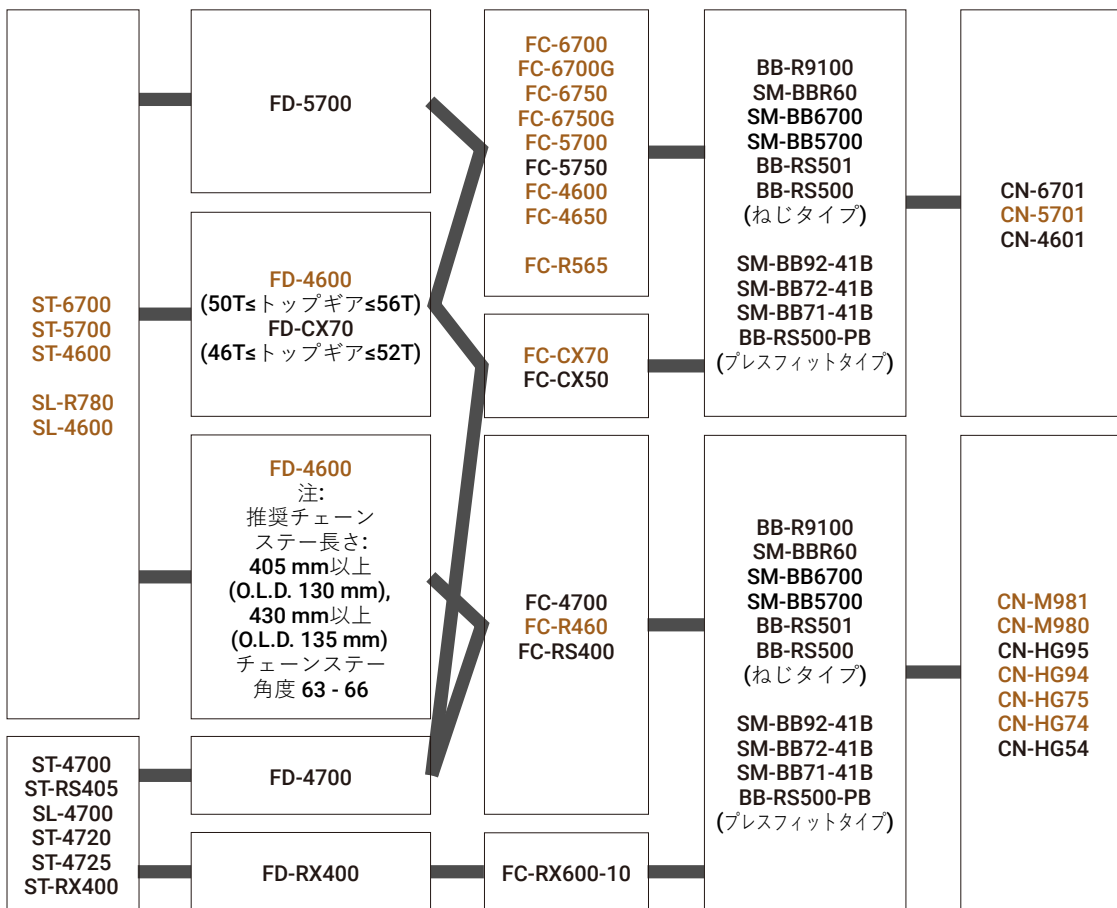 ST-6700
ST-5700
ST-4600
SL-R780
SL-4600
ST-4700
ST-RS405
SL-4700
ST-4720
ST-4725
ST-RX400
FD-5700
FD-4600
(50T≤トップギア≤56T)
FD-CX70
(46T≤トップギア≤52T)
FD-4600
注:
推奨チェーン
ステー長さ:
405 mm以上
(O.L.D. 130 mm),
430 mm以上
(O.L.D. 135 mm)
チェーンステー
角度 63 - 66
FD-4700
FD-RX400
FC-6700
FC-6700G
FC-6750
FC-6750G
FC-5700
FC-5750
FC-4600
FC-4650
FC-R565
FC-CX70
FC-CX50
FC-4700
FC-R460
FC-RS400
FC-RX600-10
BB-R9100
SM-BBR60
SM-BB6700
SM-BB5700
BB-RS501
BB-RS500
(ねじタイプ)
SM-BB92-41B
SM-BB72-41B
SM-BB71-41B
BB-RS500-PB
(プレスフィットタイプ)
BB-R9100
SM-BBR60
SM-BB6700
SM-BB5700
BB-RS501
BB-RS500
(ねじタイプ)
SM-BB92-41B
SM-BB72-41B
SM-BB71-41B
BB-RS500-PB
(プレスフィットタイプ)
CN-6701
CN-5701
CN-4601
CN-M981
CN-M980
CN-HG95
CN-HG94
CN-HG75
CN-HG74
CN-HG54